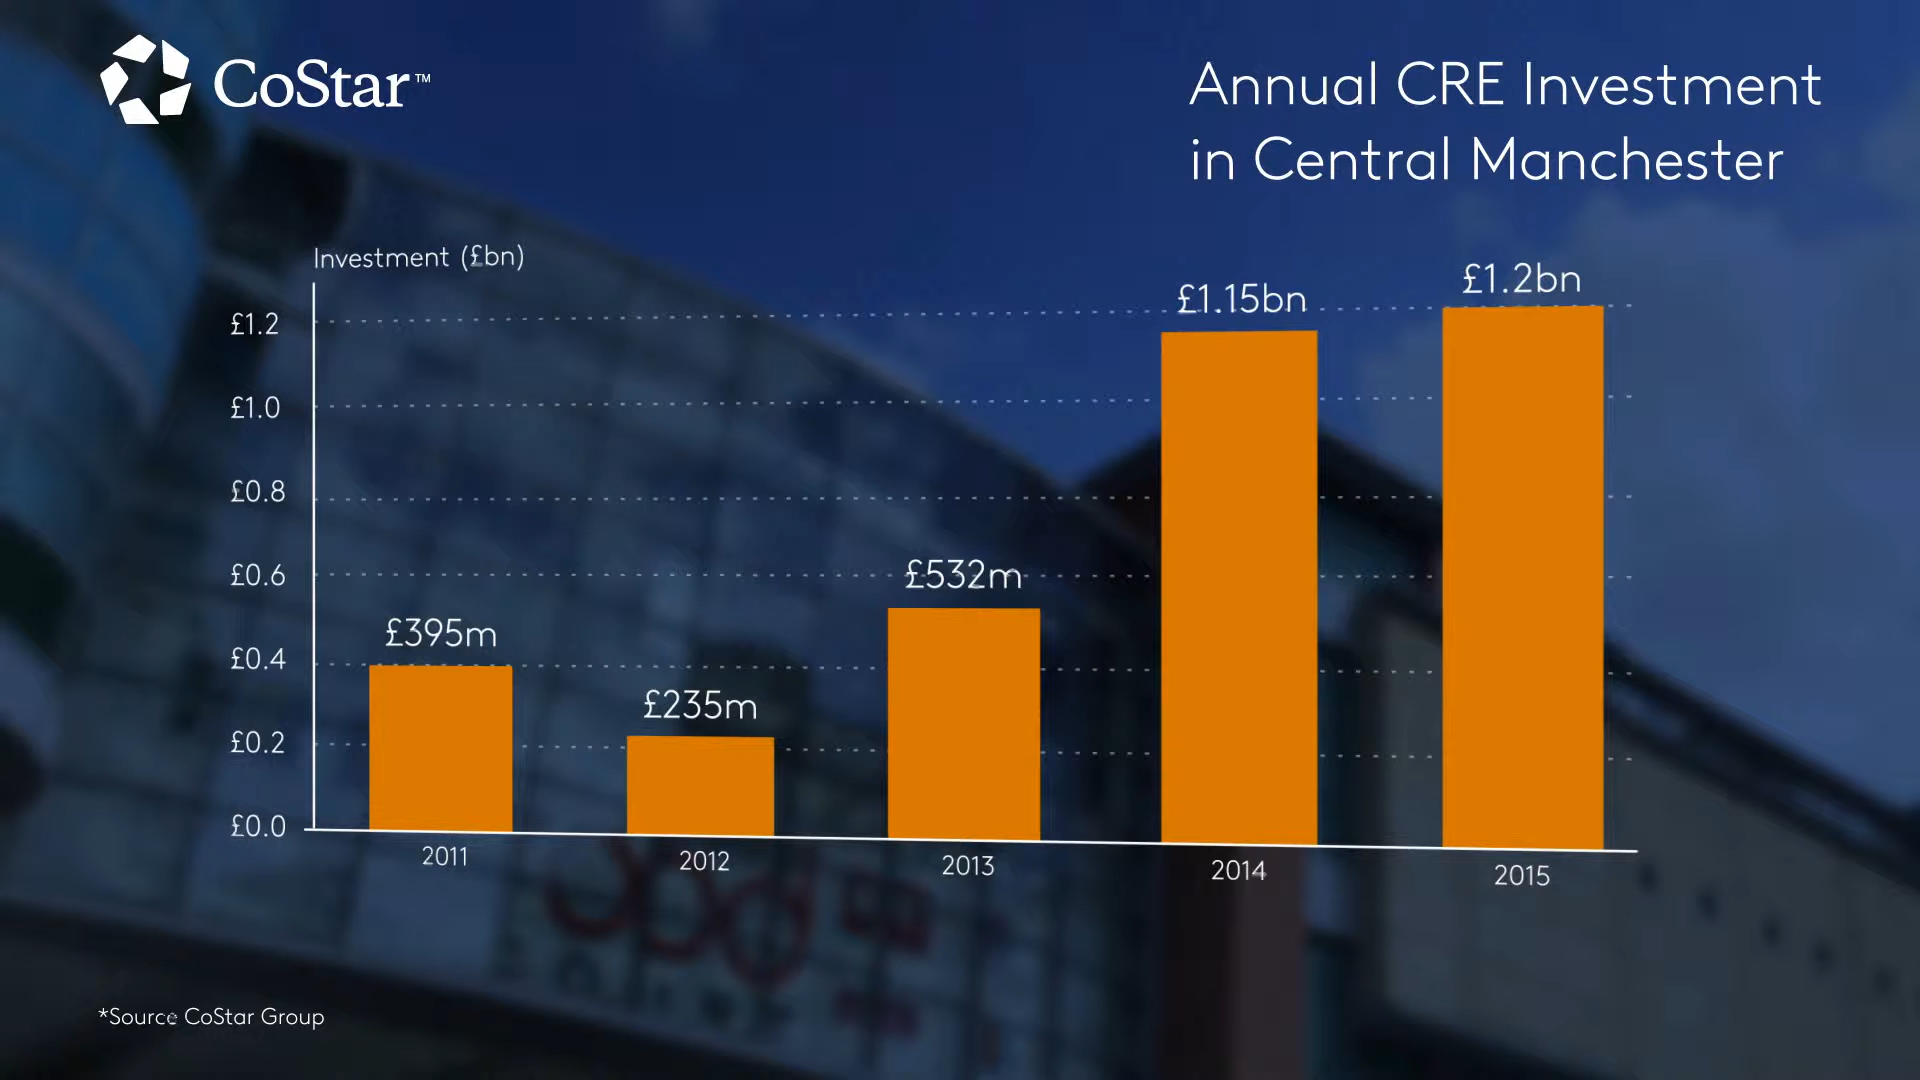 CoStar™
Annual CRE Investment
in Central Manchester
Investment (£bn)
£1.2
£1.0
£0.8
£0.6
£0.4
£0.2
£0.0
£395m
£235m
£532m
£1.15bn
£1.2bn
2011
2012
2013
2014
2015
*Source CoStar Group